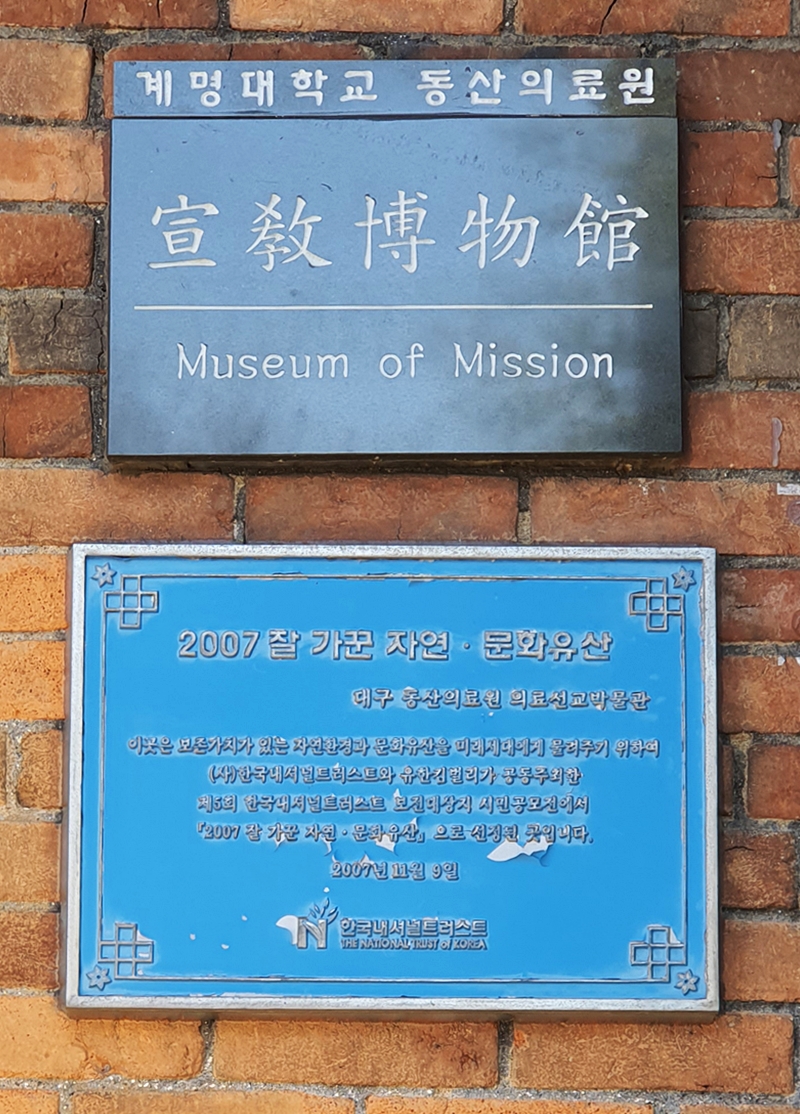 계명대학교 동산의료원
宣敎博物館
Museum of Mission
2007 잘 가꾼 자연 · 문화유산
대구 동산의료원 의료선교박물관
이곳은 보존가치가 있는 자연환경과 문화유산을 미래세대에게 물려주기 위하여
(사)한국내셔널트러스트와 유한킴벌리가 공동주최한
제5회 한국내셔널트러스트 보전대상지 시민공모전에서
「2007 잘 가꾼 자연 · 문화유산」 으로 선정된 곳입니다.
2007년 11월 9일
한국내셔널트러스트
THE NATIONAL TRUST of KOREA